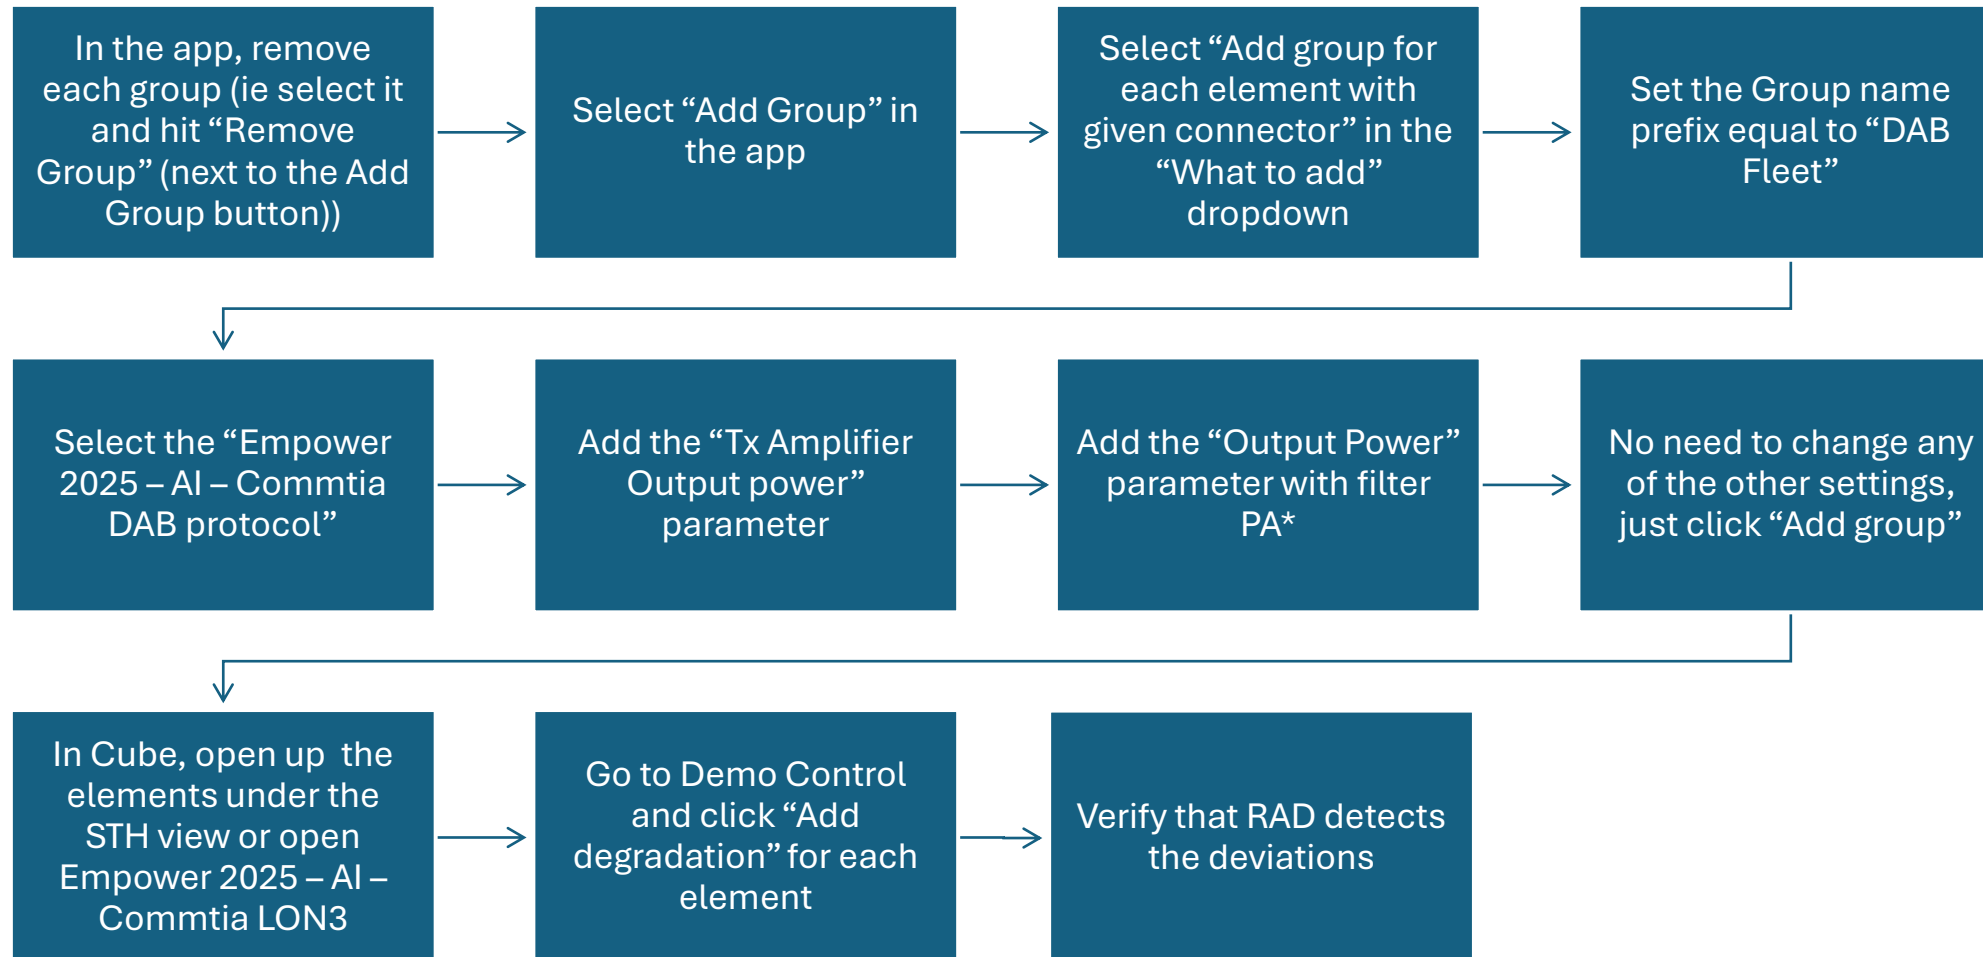 In the app, remove
each group (ie select it
and hit “Remove
Group” (next to the Add
Group button))
Select “Add Group” in
the app
Select “Add group for
each element with
given connector” in the
“What to add”
dropdown
Set the Group name
prefix equal to “DAB
Fleet”
Select the “Empower
2025 – AI – Commtia
DAB protocol”
Add the “Tx Amplifier
Output power”
parameter
Add the “Output Power”
parameter with filter
PA*
No need to change any
of the other settings,
just click “Add group”
In Cube, open up  the
elements under the
STH view or open
Empower 2025 – AI –
Commtia LON3
Go to Demo Control
and click “Add
degradation” for each
element
Verify that RAD detects
the deviations